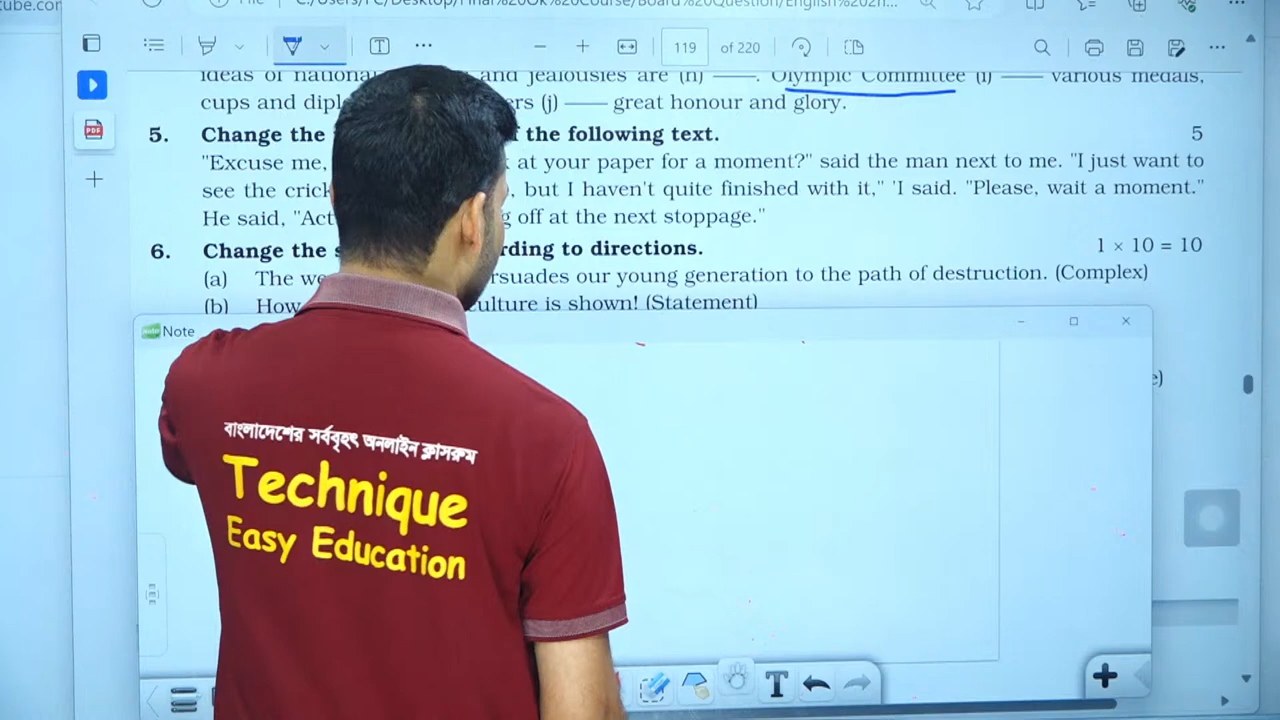 tube.com
File
C:/Users/PC/Desktop/Final%20Ok%20Course/Board%20Question/English%202n...
119 of 220
ideas of national and jealousies are (h) ——. Olympic Committee (i) —— various medals,
cups and dipl ers (j) —— great honour and glory.
5. Change the f the following text. 5
"Excuse me, at your paper for a moment?" said the man next to me. "I just want to
see the crick . but I haven't quite finished with it," 'I said. "Please, wait a moment."
He said, "Act g off at the next stoppage."
6. Change the s rding to directions. 1 × 10 = 10
(a) The we rsuades our young generation to the path of destruction. (Complex)
(b) How culture is shown! (Statement)
Note
e)
বাংলাদেশের সর্ববৃহৎ অনলাইন ক্লাসরুম
Technique
Easy Education
T